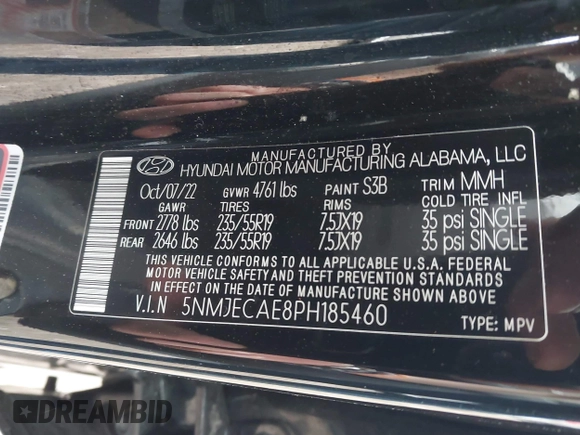 MANUFACTURED BY
HYUNDAI MOTOR MANUFACTURING ALABAMA, LLC
Oct/07/22 GVWR 4761 lbs PAINT S3B TRIM MMH
GAWR TIRES RIMS COLD TIRE INFL
FRONT 2778 lbs 235/55R19 7.5JX19 35 psi SINGLE
REAR 2646 lbs 235/55R19 7.5JX19 35 psi SINGLE
THIS VEHICLE CONFORMS TO ALL APPLICABLE U.S.A. FEDERAL
MOTOR VEHICLE SAFETY AND THEFT PREVENTION STANDARDS
IN EFFECT ON THE DATE OF MANUFACTURE SHOWN ABOVE
V.I.N 5NMJECAE8PH185460 TYPE: MPV
DREAMBID